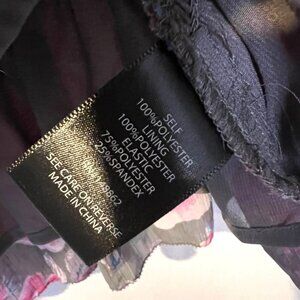 SELF
100%POLYESTER
LINING
100%POLYESTER
ELASTIC
75%POLYESTER
25%SPANDEX
SEE CARE ON REVERSE
MADE IN CHINA